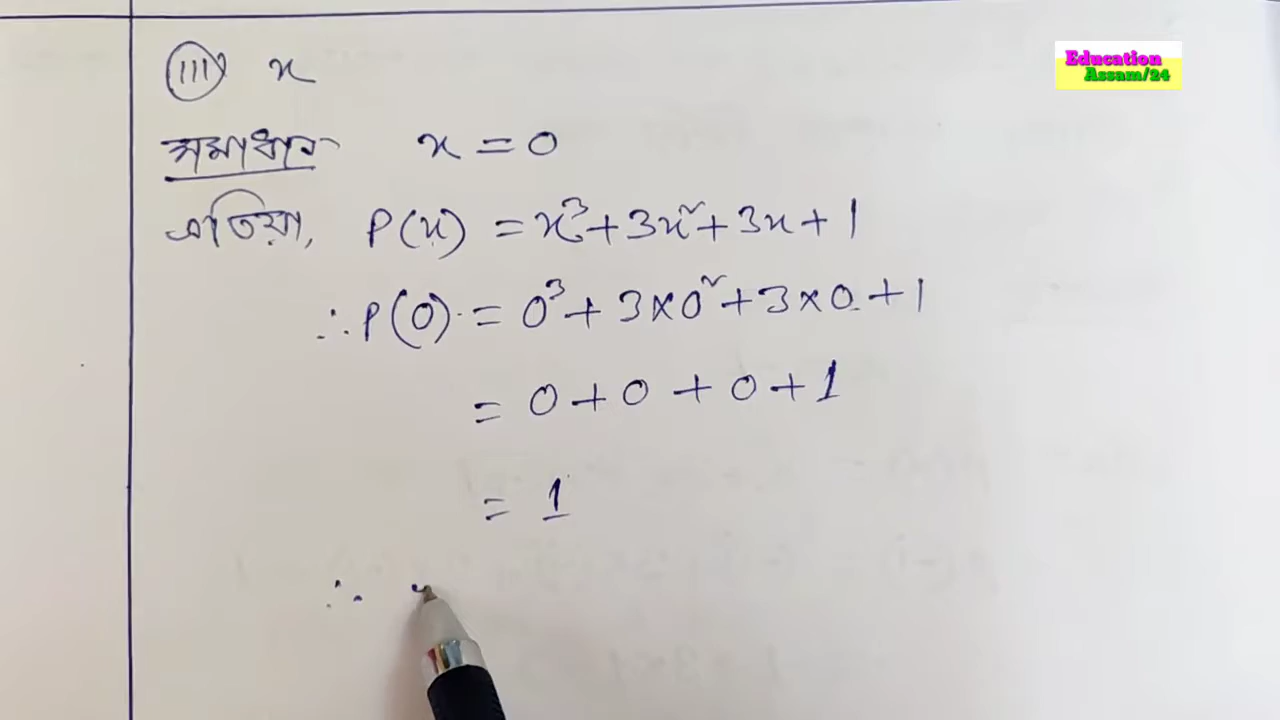 (III) x
Education
Assam/24
সমাধান x = 0
এতিয়া, P(x) = x³ + 3x² + 3x + 1
∴ P(0) = 0³ + 3×0² + 3×0 + 1
= 0 + 0 + 0 + 1
= 1
∴